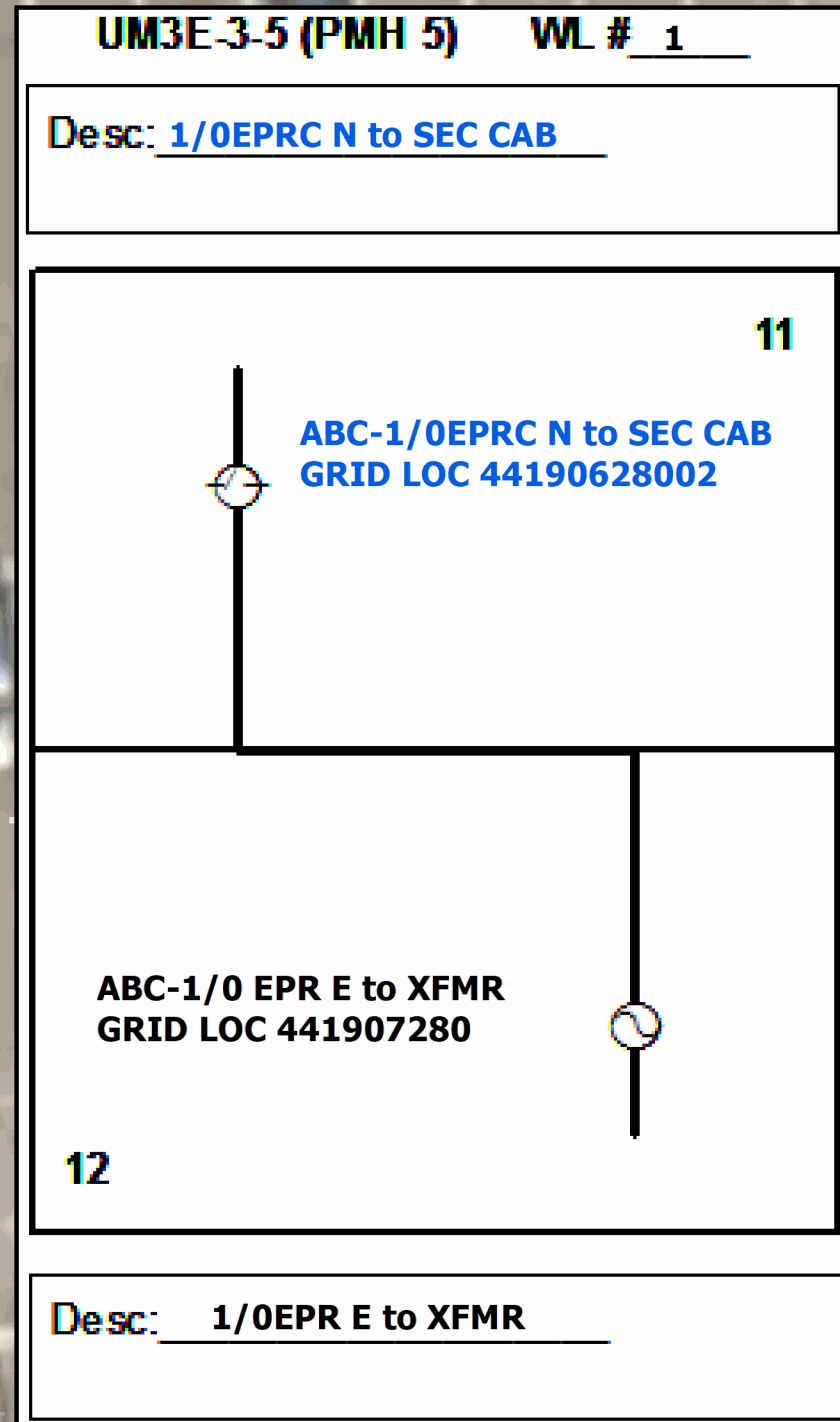 UM3E-3-5 (PMH 5) WL # 1
Desc: 1/0EPRC N to SEC CAB
11
ABC-1/0EPRC N to SEC CAB
GRID LOC 44190628002
ABC-1/0 EPR E to XFMR
GRID LOC 441907280
12
Desc: 1/0EPR E to XFMR